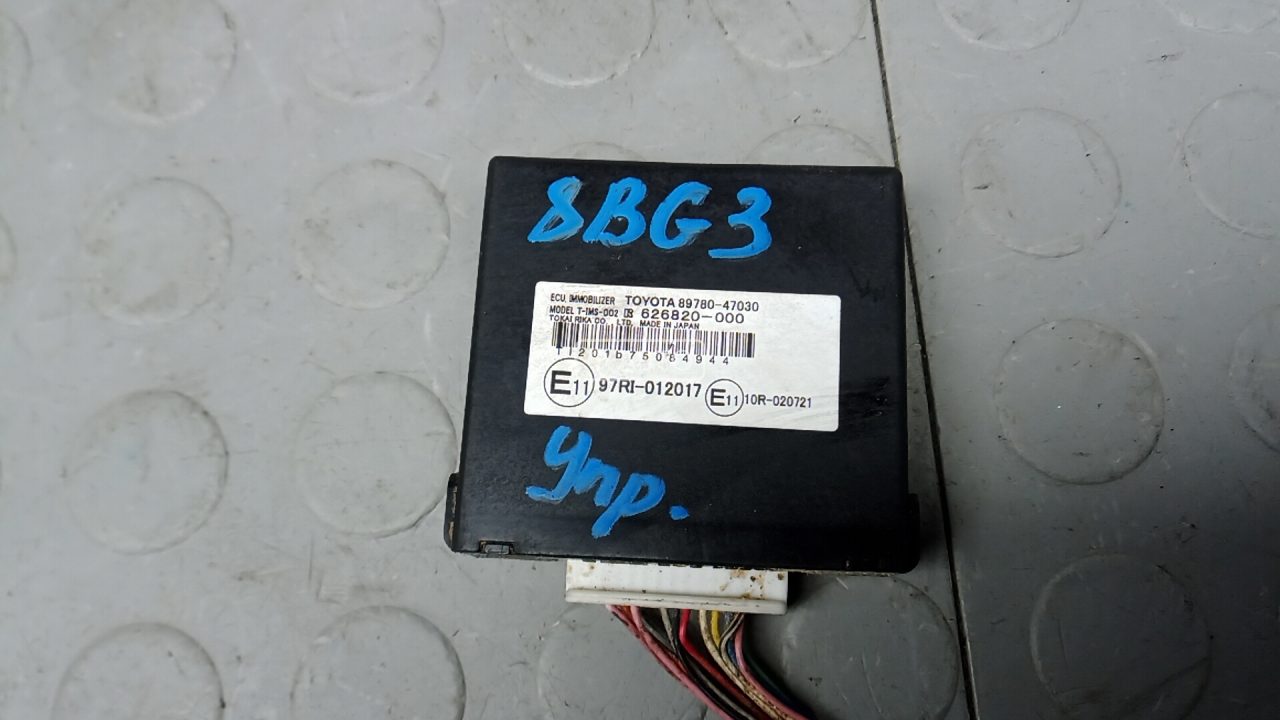 8BG3
ECU, IMMOBILIZER TOYOTA 89780-47030
MODEL T-IMS-002 626820-000
TOKAI RIKA CO., LTD. MADE IN JAPAN
11201b75064944
E11 97RI-012017 E11 10R-020721
Упр.